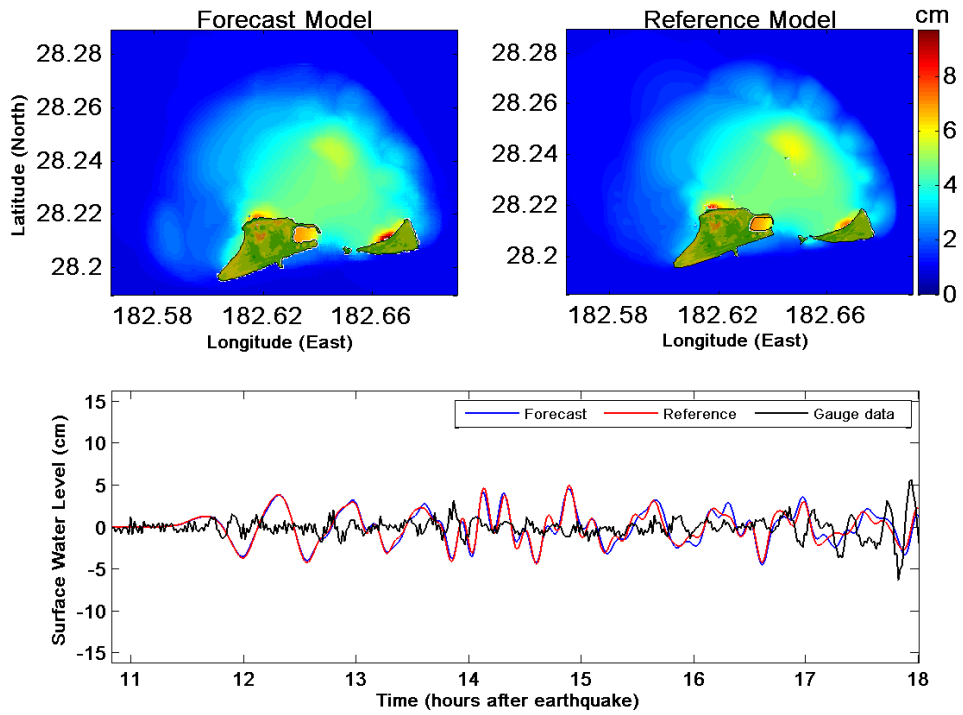 Forecast Model
Reference Model
cm
28.28
28.26
28.24
28.22
28.2
Latitude (North)
182.58 182.62 182.66
Longitude (East)
28.28
28.26
28.24
28.22
28.2
182.58 182.62 182.66
Longitude (East)
8
6
4
2
0
Forecast Reference Gauge data
15
10
5
0
-5
-10
-15
Surface Water Level (cm)
11 12 13 14 15 16 17 18
Time (hours after earthquake)